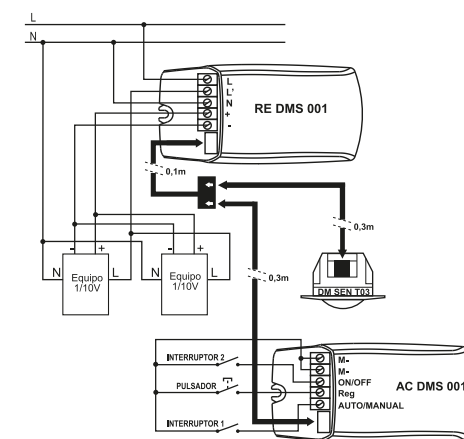 L
N
L
L'
N
+
-
RE DMS 001
0,1m
0,3m
DM SEN T03
- +
- +
N Equipo 1/10V L
N Equipo 1/10V L
0,3m
INTERRUPTOR 2
PULSADOR
INTERRUPTOR 1
M-
M-
ON/OFF
Reg
AUTO/MANUAL
AC DMS 001